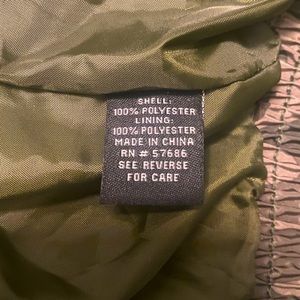 SHELL:
100% POLYESTER
LINING:
100% POLYESTER
MADE IN CHINA
RN # 57686
SEE REVERSE
FOR CARE